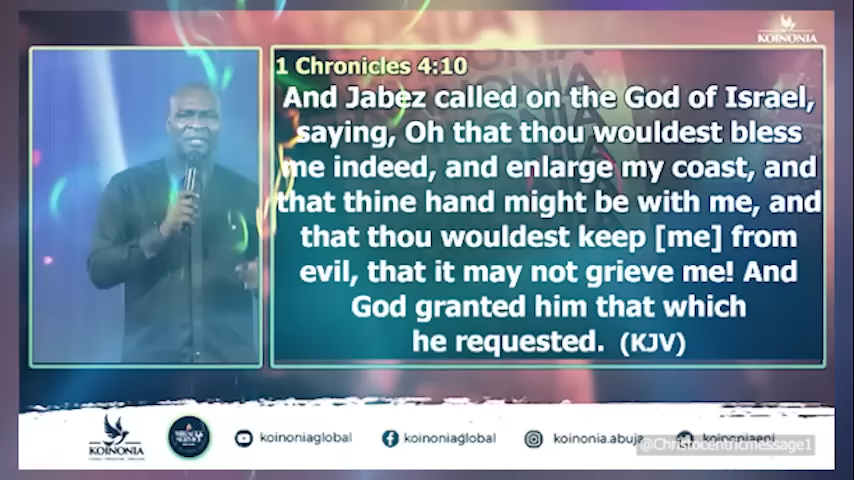 KOINONIA
1 Chronicles 4:10
And Jabez called on the God of Israel,
saying, Oh that thou wouldest bless
me indeed, and enlarge my coast, and
that thine hand might be with me, and
that thou wouldest keep [me] from
evil, that it may not grieve me! And
God granted him that which
he requested. (KJV)
KOINONIA
MIRACLE SERVICE
koinoniaglobal
koinoniaglobal
koinonia.abuja
koinoniaeni
@Christocentricmessage1